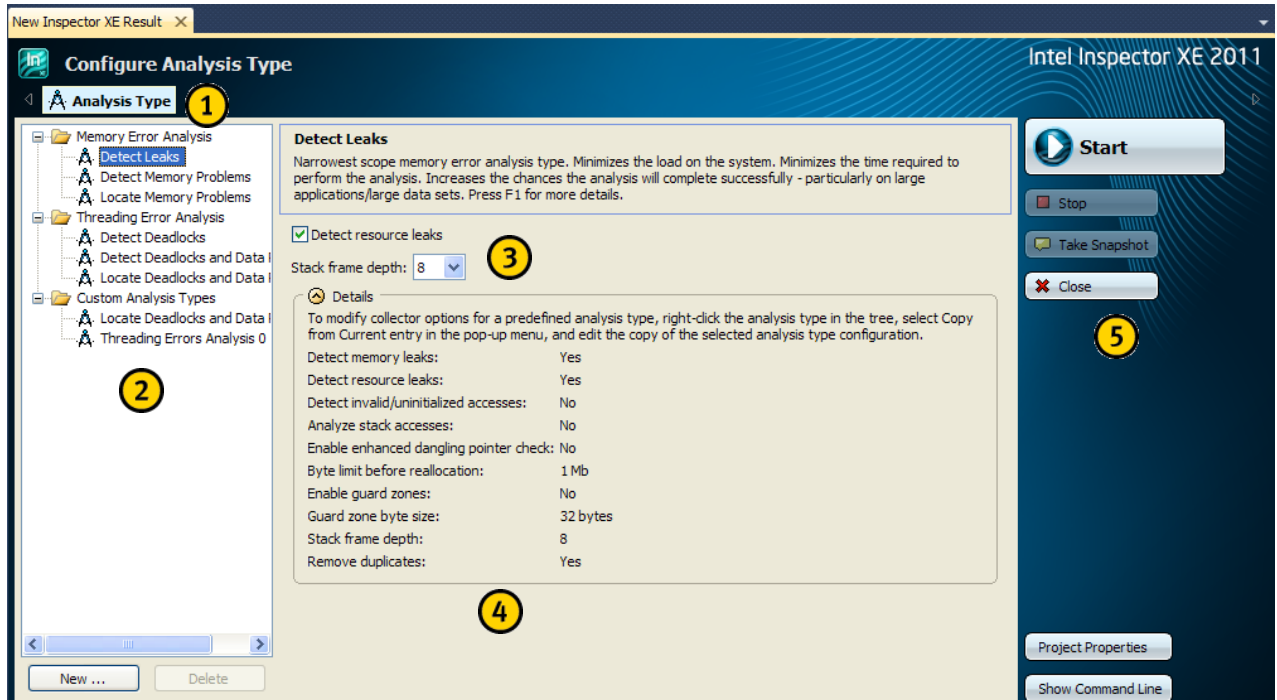 New Inspector XE Result
Configure Analysis Type
Intel Inspector XE 2011
Analysis Type
1
Memory Error Analysis
Detect Leaks
Detect Memory Problems
Locate Memory Problems
Threading Error Analysis
Detect Deadlocks
Detect Deadlocks and Data
Locate Deadlocks and Data
Custom Analysis Types
Locate Deadlocks and Data
Threading Errors Analysis 0
2
New ...
Delete
Detect Leaks
Narrowest scope memory error analysis type. Minimizes the load on the system. Minimizes the time required to
perform the analysis. Increases the chances the analysis will complete successfully - particularly on large
applications/large data sets. Press F1 for more details.
Detect resource leaks
Stack frame depth: 8
3
Details
To modify collector options for a predefined analysis type, right-click the analysis type in the tree, select Copy
from Current entry in the pop-up menu, and edit the copy of the selected analysis type configuration.
Detect memory leaks: Yes
Detect resource leaks: Yes
Detect invalid/uninitialized accesses: No
Analyze stack accesses: No
Enable enhanced dangling pointer check: No
Byte limit before reallocation: 1 Mb
Enable guard zones: No
Guard zone byte size: 32 bytes
Stack frame depth: 8
Remove duplicates: Yes
4
Start
Stop
Take Snapshot
Close
5
Project Properties
Show Command Line